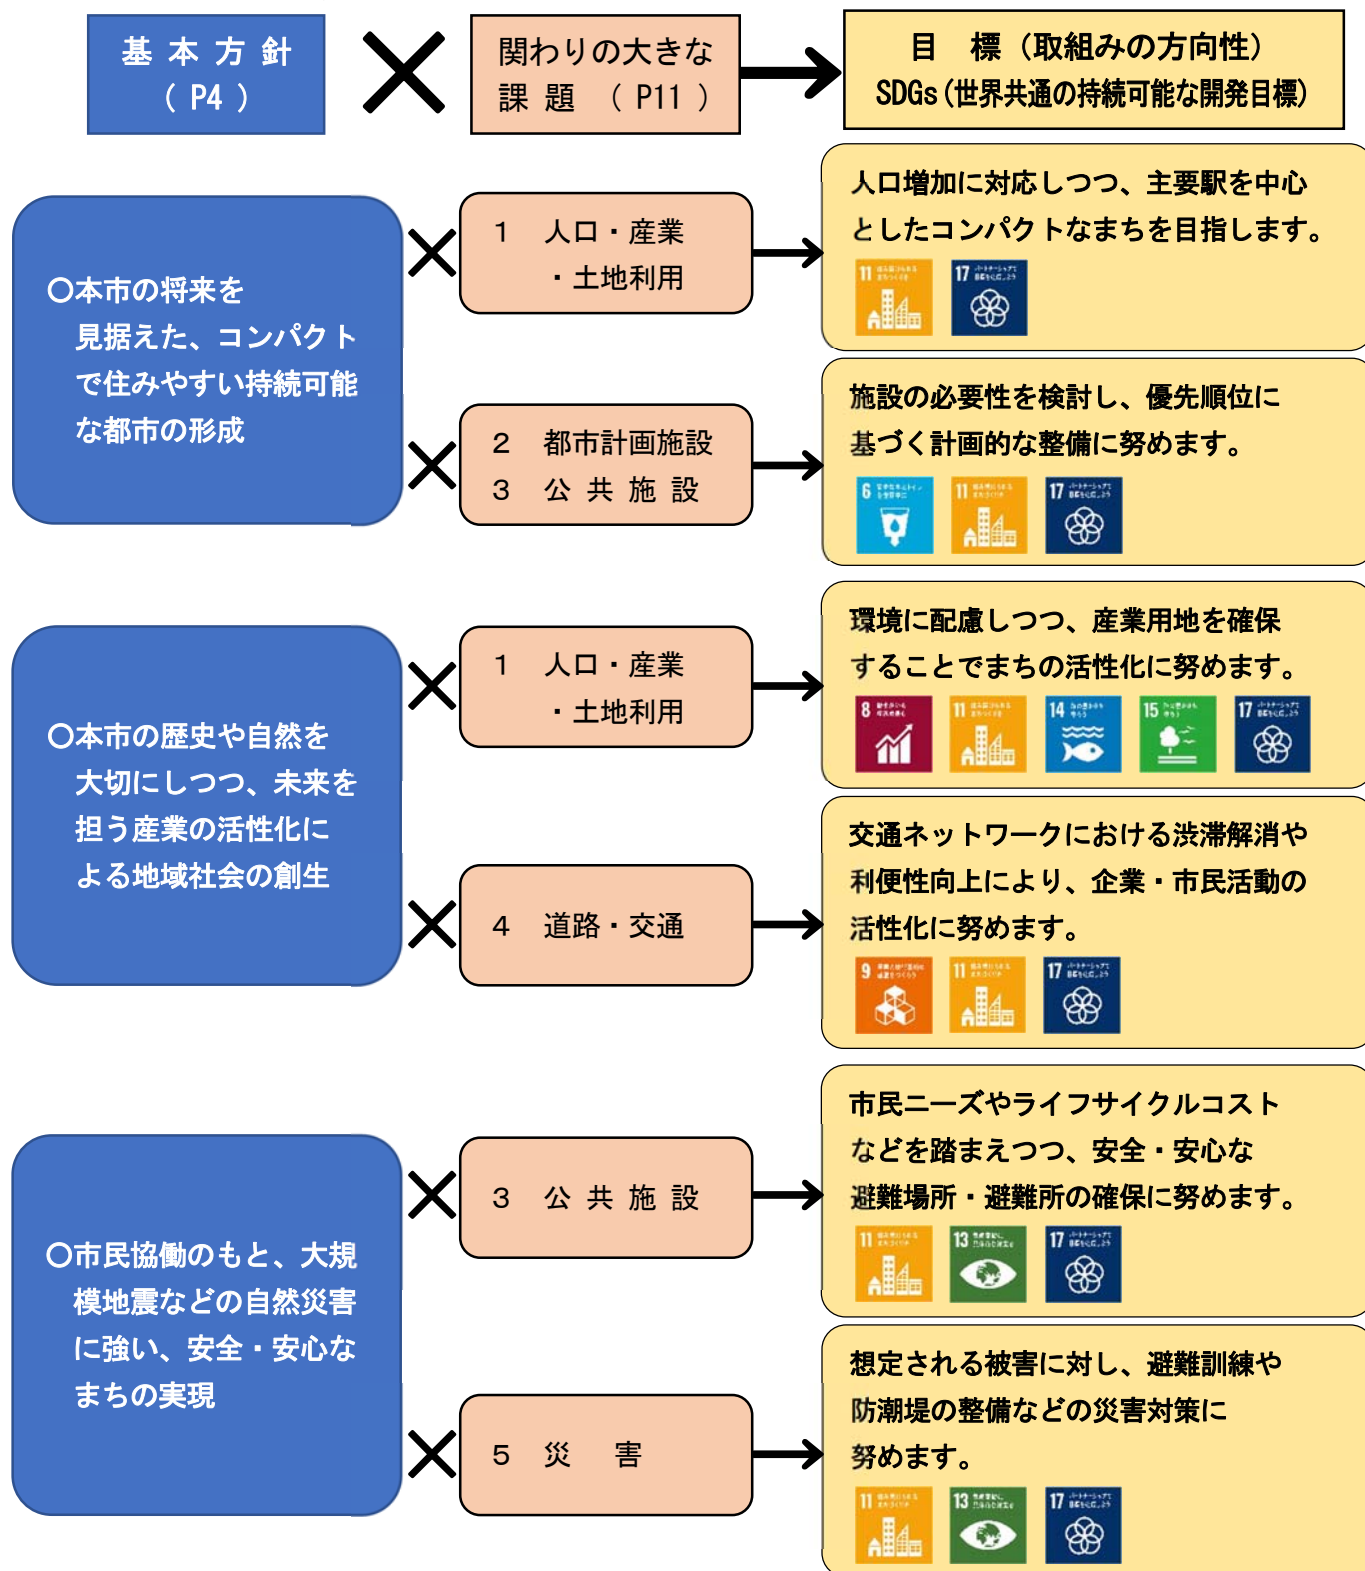 基本方針
( P4 )
関わりの大きな
課題 ( P11 )
目 標(取組みの方向性)
SDGs(世界共通の持続可能な開発目標)
○本市の将来を
見据えた、コンパクト
で住みやすい持続可能
な都市の形成
1 人口・産業
・土地利用
人口増加に対応しつつ、主要駅を中心
としたコンパクトなまちを目指します。
11
17
2 都市計画施設
3 公共施設
施設の必要性を検討し、優先順位に
基づく計画的な整備に努めます。
6
11
17
○本市の歴史や自然を
大切にしつつ、未来を
担う産業の活性化に
よる地域社会の創生
1 人口・産業
・土地利用
環境に配慮しつつ、産業用地を確保
することでまちの活性化に努めます。
8
11
14
15
17
4 道路・交通
交通ネットワークにおける渋滞解消や
利便性向上により、企業・市民活動の
活性化に努めます。
9
11
17
○市民協働のもと、大規
模地震などの自然災害
に強い、安全・安心な
まちの実現
3 公共施設
市民ニーズやライフサイクルコスト
などを踏まえつつ、安全・安心な
避難場所・避難所の確保に努めます。
11
13
17
5 災 害
想定される被害に対し、避難訓練や
防潮堤の整備などの災害対策に
努めます。
11
13
17